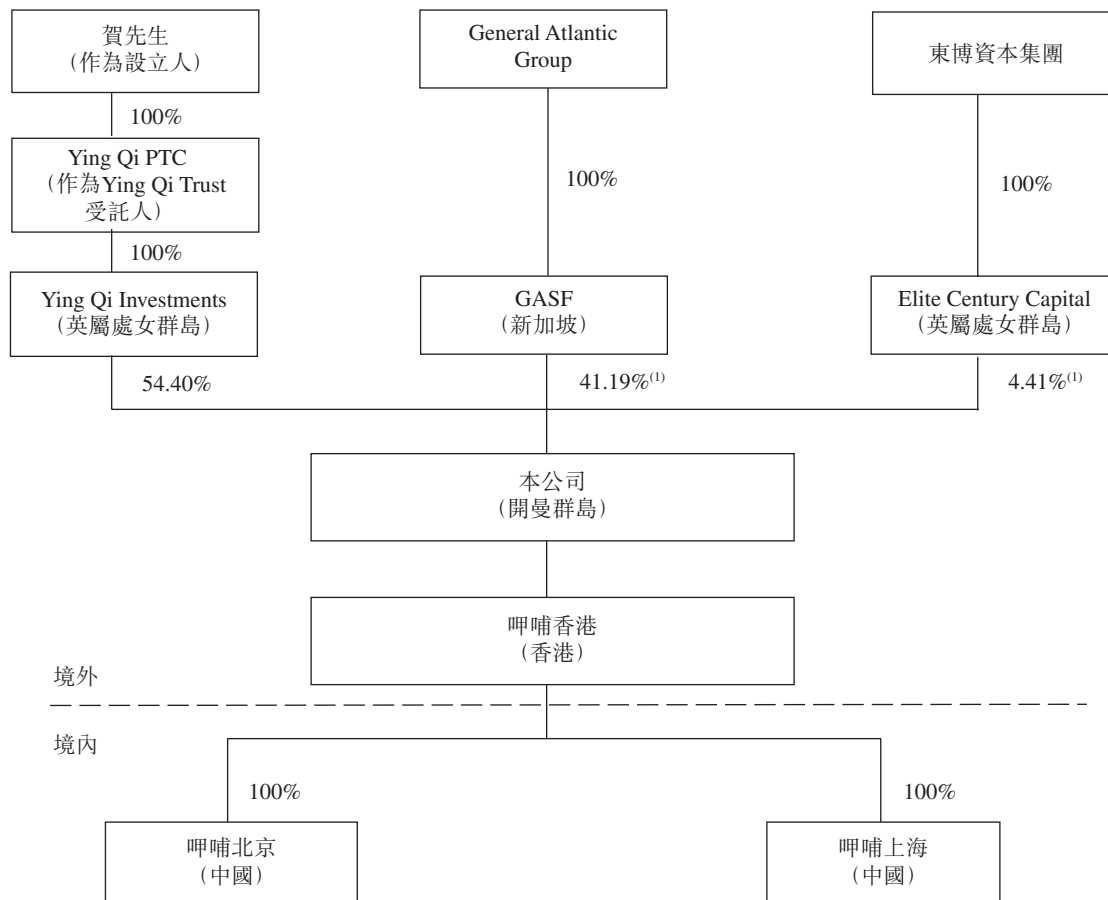 賀先生
（作為設立人）
General Atlantic
Group
東博資本集團
100%
Ying Qi PTC
（作為Ying Qi Trust
受託人）
100%
100%
100%
Ying Qi Investments
（英屬處女群島）
GASF
（新加坡）
Elite Century Capital
（英屬處女群島）
54.40%
41.19%(1)
4.41%(1)
本公司
（開曼群島）
呷哺香港
（香港）
境外
境內
100%
100%
呷哺北京
（中國）
呷哺上海
（中國）